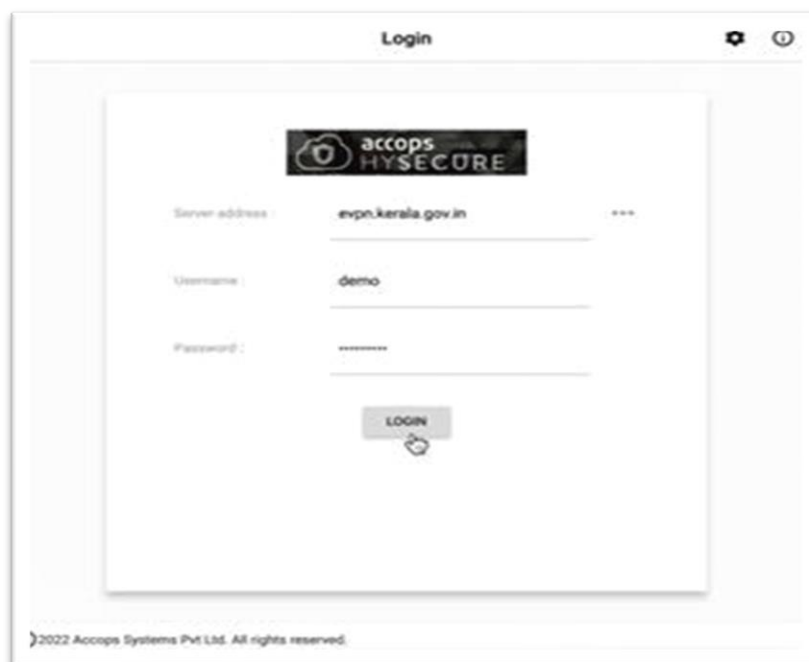 Login
accops
HYSECURE
Server address :
evpn.kerala.gov.in
---
Username :
demo
Password :
---------
LOGIN
©2022 Accops Systems Pvt Ltd. All rights reserved.